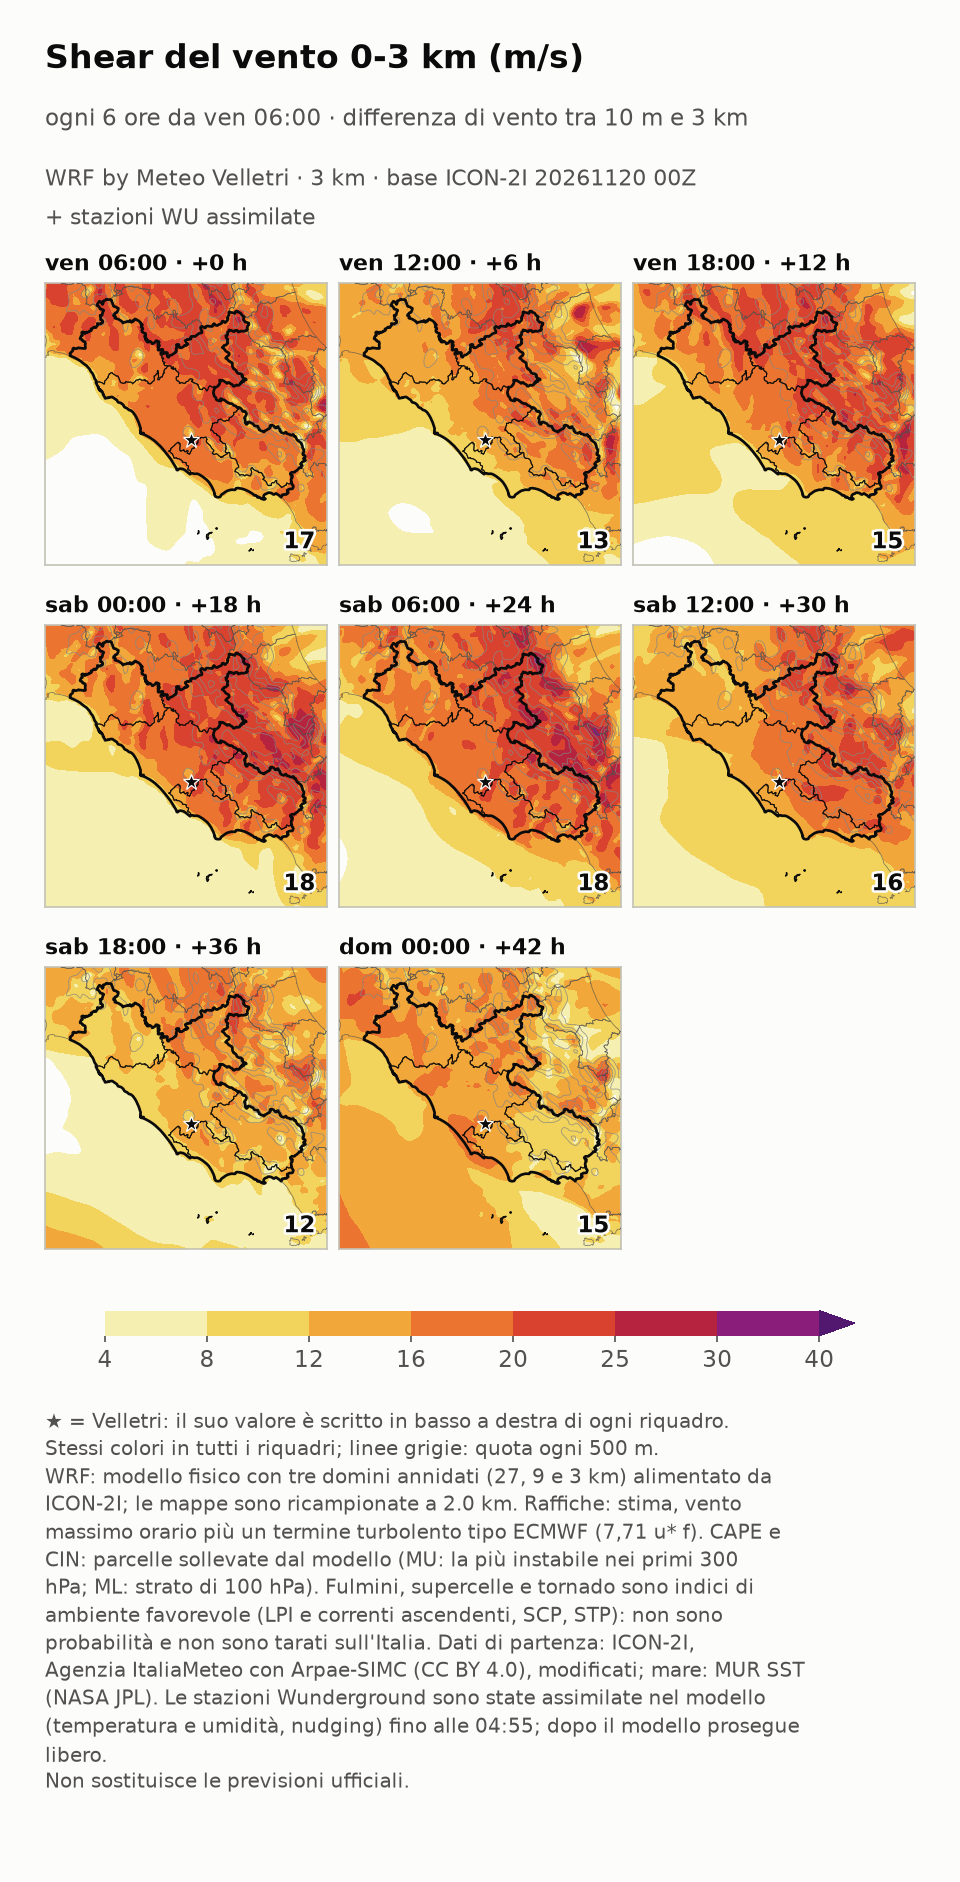 Shear del vento 0-3 km (m/s)
ogni 6 ore da ven 06:00 · differenza di vento tra 10 m e 3 km
WRF by Meteo Velletri · 3 km · base ICON-2I 20261120 00Z
+ stazioni WU assimilate
ven 06:00 · +0 h
ven 12:00 · +6 h
ven 18:00 · +12 h
17
13
15
sab 00:00 · +18 h
sab 06:00 · +24 h
sab 12:00 · +30 h
18
18
16
sab 18:00 · +36 h
dom 00:00 · +42 h
12
15
4 8 12 16 20 25 30 40
★ = Velletri: il suo valore è scritto in basso a destra di ogni riquadro.
Stessi colori in tutti i riquadri; linee grigie: quota ogni 500 m.
WRF: modello fisico con tre domini annidati (27, 9 e 3 km) alimentato da
ICON-2I; le mappe sono ricampionate a 2.0 km. Raffiche: stima, vento
massimo orario più un termine turbolento tipo ECMWF (7,71 u* f). CAPE e
CIN: parcelle sollevate dal modello (MU: la più instabile nei primi 300
hPa; ML: strato di 100 hPa). Fulmini, supercelle e tornado sono indici di
ambiente favorevole (LPI e correnti ascendenti, SCP, STP): non sono
probabilità e non sono tarati sull'Italia. Dati di partenza: ICON-2I,
Agenzia ItaliaMeteo con Arpae-SIMC (CC BY 4.0), modificati; mare: MUR SST
(NASA JPL). Le stazioni Wunderground sono state assimilate nel modello
(temperatura e umidità, nudging) fino alle 04:55; dopo il modello prosegue
libero.
Non sostituisce le previsioni ufficiali.